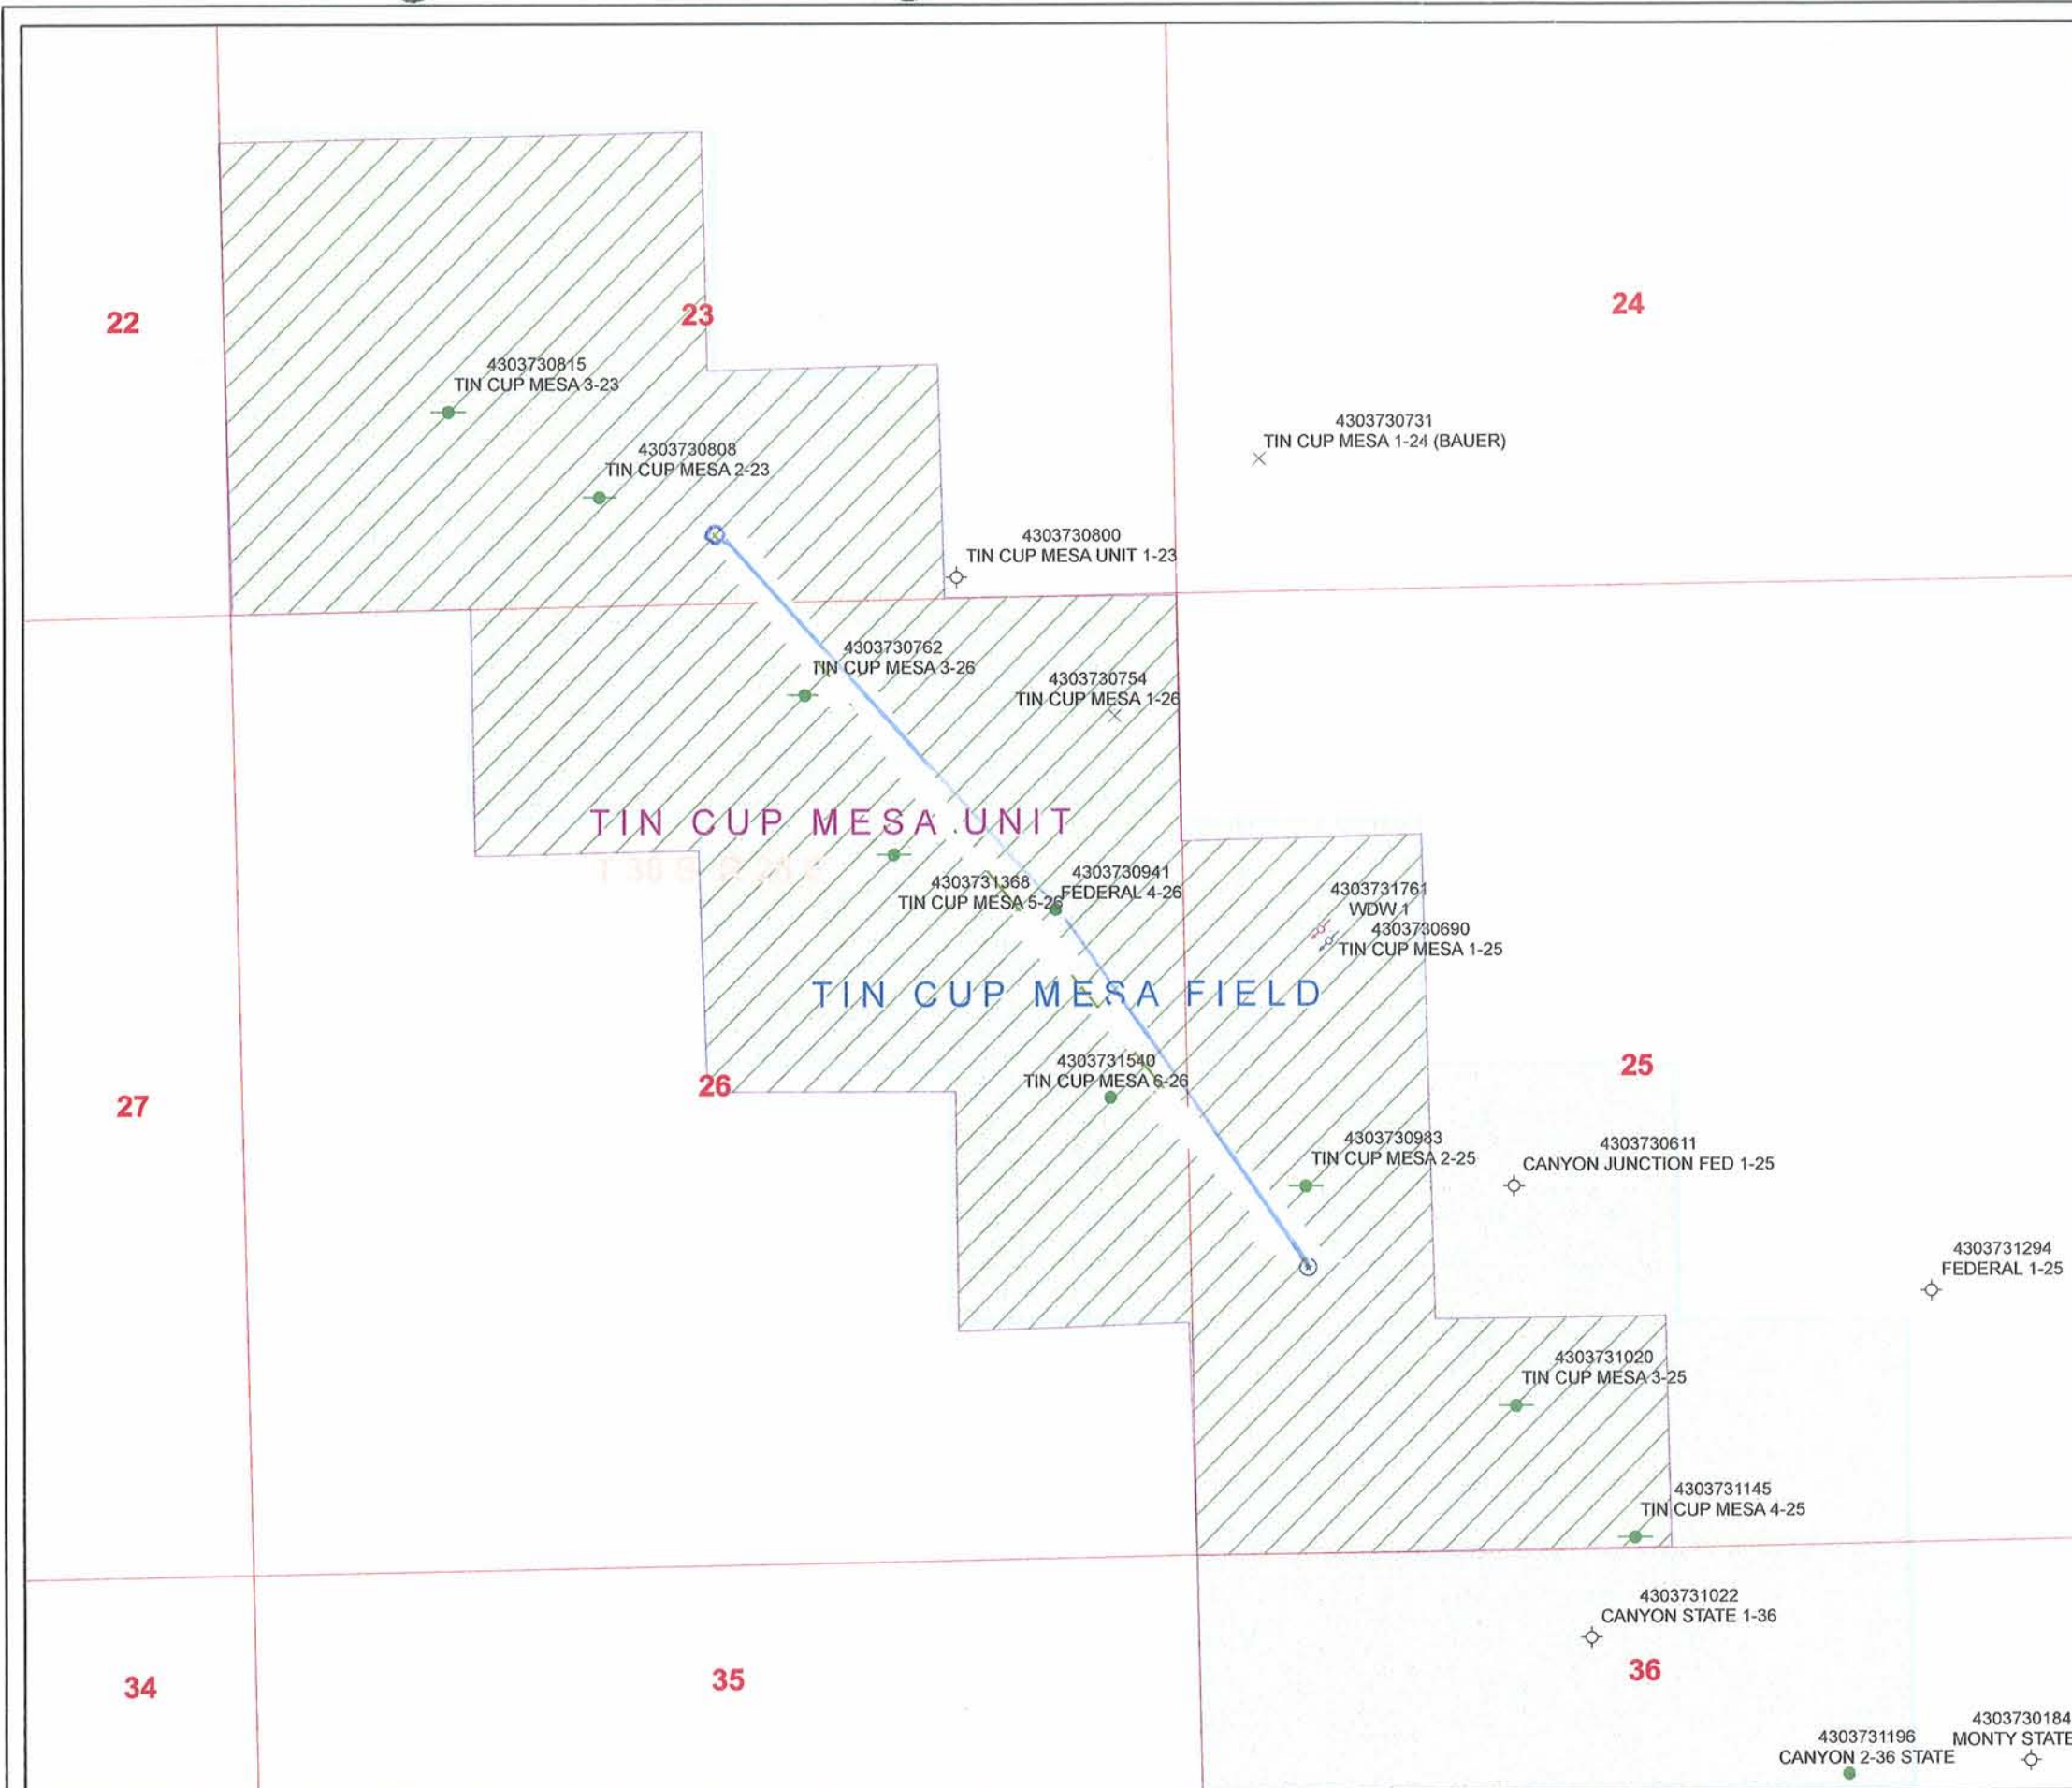 22
23
24
4303730815
TIN CUP MESA 3-23
4303730808
TIN CUP MESA 2-23
4303730731
TIN CUP MESA 1-24 (BAUER)
4303730800
TIN CUP MESA UNIT 1-23
4303730762
TIN CUP MESA 3-26
4303730754
TIN CUP MESA 1-26
TIN CUP MESA UNIT
4303731368
TIN CUP MESA 5-26
4303730941
FEDERAL 4-26
4303731761
WDW 1
4303730690
TIN CUP MESA 1-25
TIN CUP MESA FIELD
4303731540
TIN CUP MESA 6-26
26
25
27
4303730983
TIN CUP MESA 2-25
4303730611
CANYON JUNCTION FED 1-25
4303731294
FEDERAL 1-25
4303731020
TIN CUP MESA 3-25
4303731145
TIN CUP MESA 4-25
4303731022
CANYON STATE 1-36
34
35
36
4303731196
CANYON 2-36 STATE
4303730184
MONTY STATE